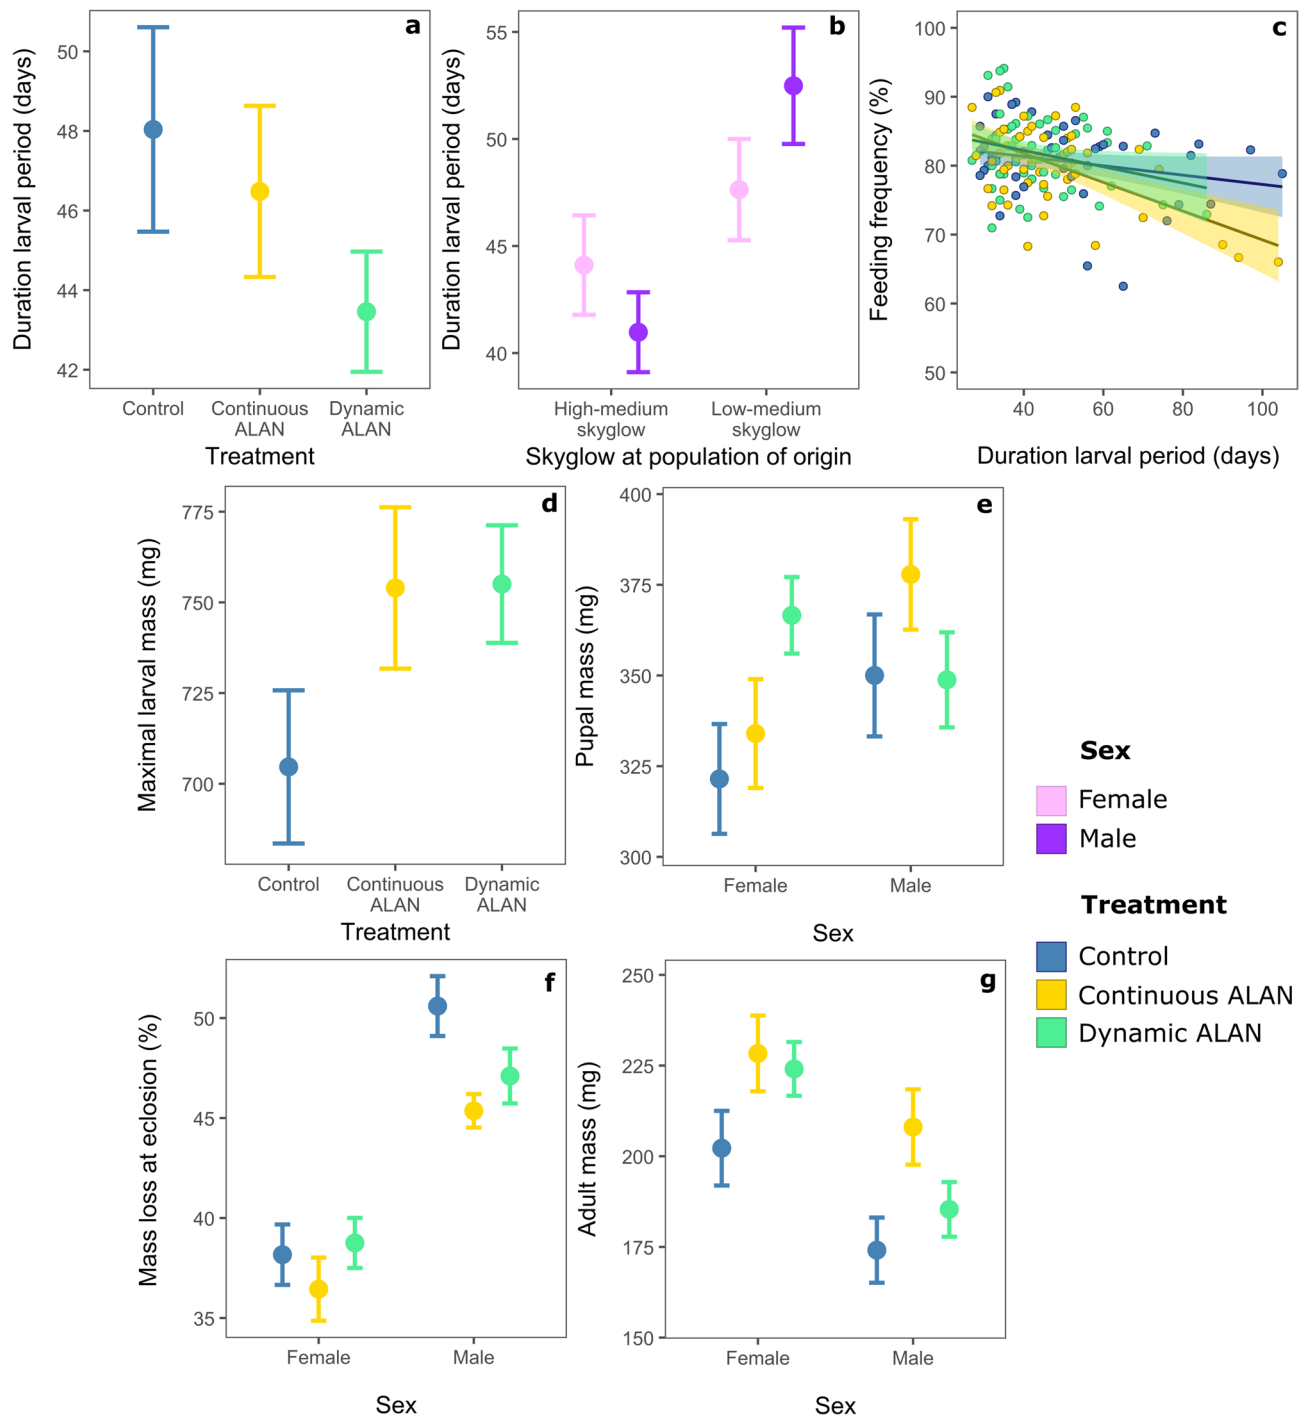 a
50
48
46
44
42
Duration larval period (days)
Control
Continuous
ALAN
Dynamic
ALAN
Treatment
b
55
50
45
40
Duration larval period (days)
High-medium
skyglow
Low-medium
skyglow
Skyglow at population of origin
c
100
90
80
70
60
50
Feeding frequency (%)
40
60
80
100
Duration larval period (days)
d
775
750
725
700
Maximal larval mass (mg)
Control
Continuous
ALAN
Dynamic
ALAN
Treatment
e
400
375
350
325
300
Pupal mass (mg)
Female
Male
Sex
Sex
Female
Male
Treatment
Control
Continuous ALAN
Dynamic ALAN
f
50
45
40
35
Mass loss at eclosion (%)
Female
Male
Sex
g
250
225
200
175
150
Adult mass (mg)
Female
Male
Sex